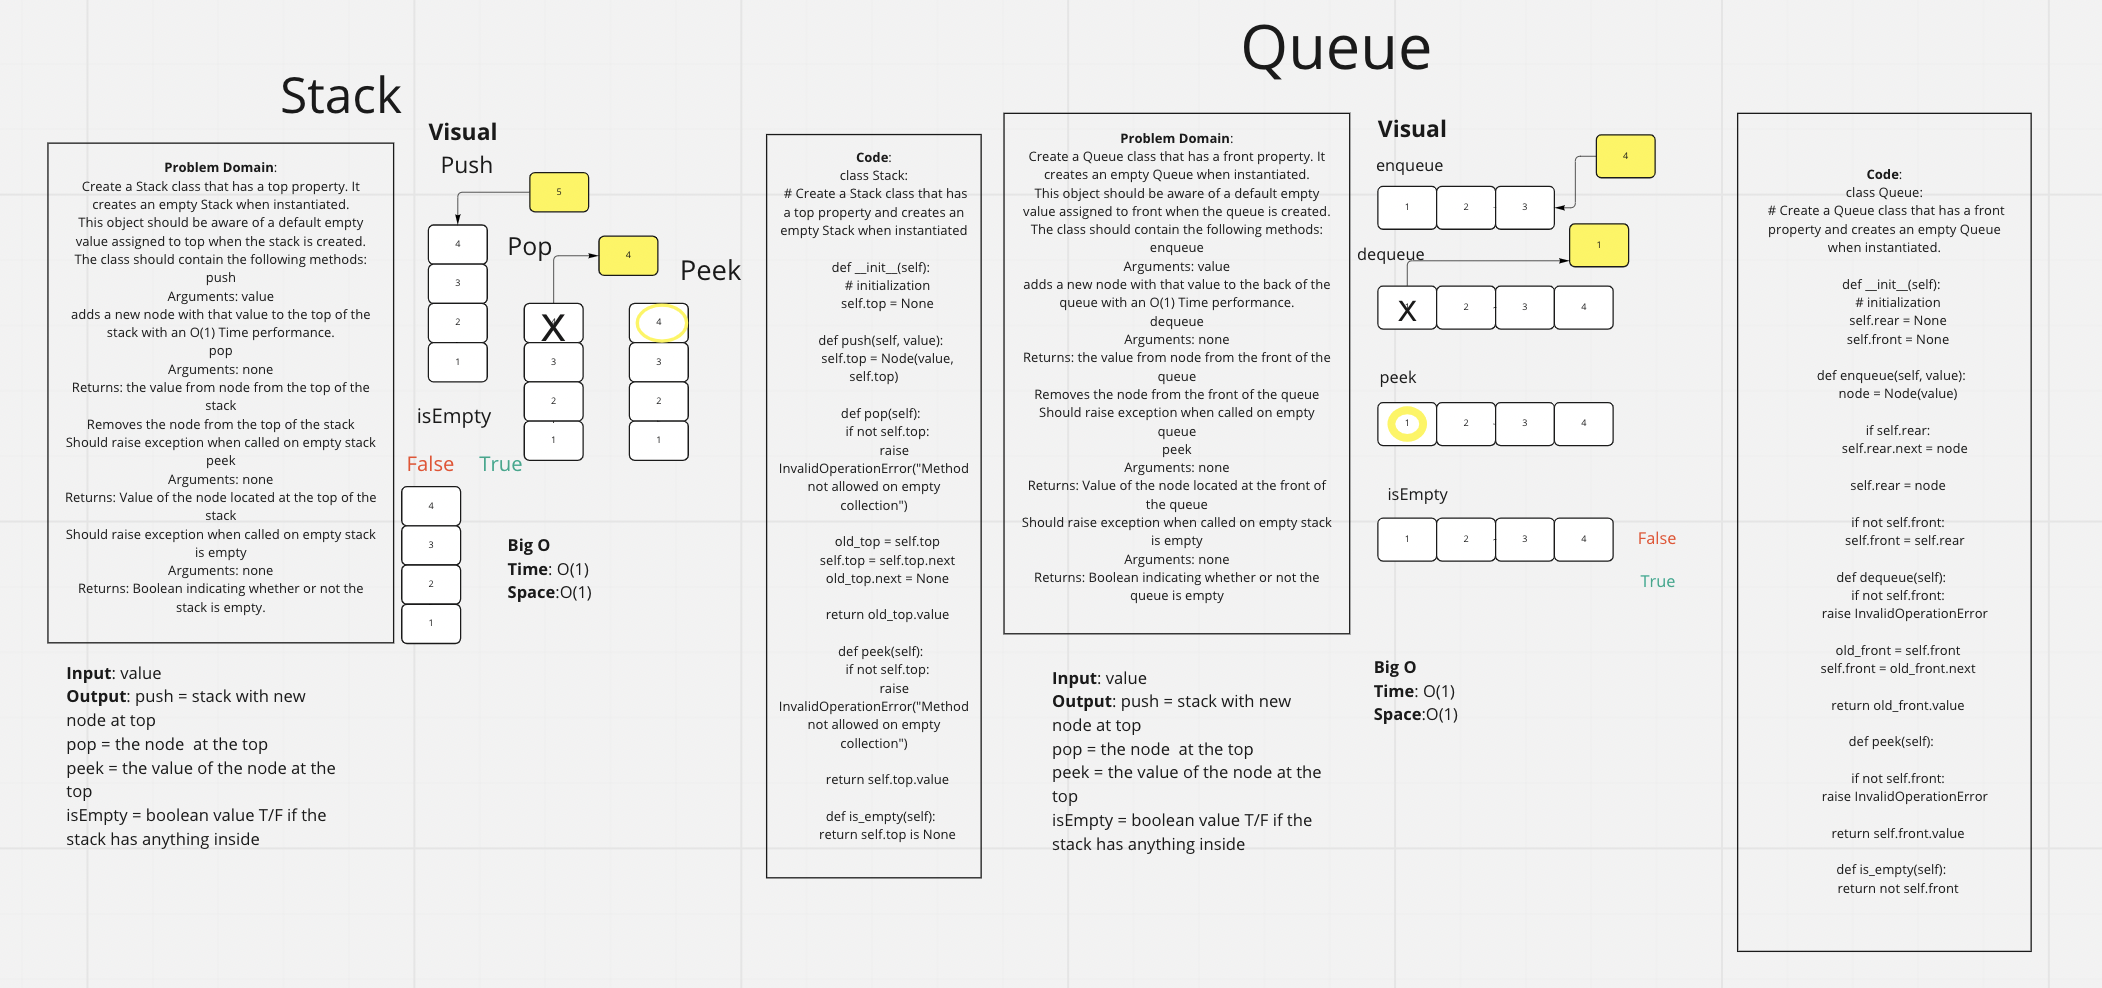 Stack
Problem Domain:
Create a Stack class that has a top property. It
creates an empty Stack when instantiated.
This object should be aware of a default empty
value assigned to top when the stack is created.
The class should contain the following methods:
push
Arguments: value
adds a new node with that value to the top of the
stack with an O(1) Time performance.
pop
Arguments: none
Returns: the value from node from the top of the
stack
Removes the node from the top of the stack
Should raise exception when called on empty stack
peek
Arguments: none
Returns: Value of the node located at the top of the
stack
Should raise exception when called on empty stack
is empty
Arguments: none
Returns: Boolean indicating whether or not the
stack is empty.
Input: value
Output: push = stack with new
node at top
pop = the node  at the top
peek = the value of the node at the
top
isEmpty = boolean value T/F if the
stack has anything inside
Visual
Push
5
4
3
2
1
Pop
4
X
3
2
1
Peek
4
3
2
1
isEmpty
False
True
4
3
2
1
Big O
Time: O(1)
Space:O(1)
Code:
class Stack:
# Create a Stack class that has
a top property and creates an
empty Stack when instantiated
def __init__(self):
# initialization
self.top = None
def push(self, value):
self.top = Node(value,
self.top)
def pop(self):
if not self.top:
raise
InvalidOperationError("Method
not allowed on empty
collection")
old_top = self.top
self.top = self.top.next
old_top.next = None
return old_top.value
def peek(self):
if not self.top:
raise
InvalidOperationError("Method
not allowed on empty
collection")
return self.top.value
def is_empty(self):
return self.top is None
Queue
Problem Domain:
Create a Queue class that has a front property. It
creates an empty Queue when instantiated.
This object should be aware of a default empty
value assigned to front when the queue is created.
The class should contain the following methods:
enqueue
Arguments: value
adds a new node with that value to the back of the
queue with an O(1) Time performance.
dequeue
Arguments: none
Returns: the value from node from the front of the
queue
Removes the node from the front of the queue
Should raise exception when called on empty
queue
peek
Arguments: none
Returns: Value of the node located at the front of
the queue
Should raise exception when called on empty stack
is empty
Arguments: none
Returns: Boolean indicating whether or not the
queue is empty
Input: value
Output: push = stack with new
node at top
pop = the node  at the top
peek = the value of the node at the
top
isEmpty = boolean value T/F if the
stack has anything inside
Visual
enqueue
4
1 2 3
dequeue
1
X 2 3 4
peek
1 2 3 4
isEmpty
1 2 3 4
False
True
Big O
Time: O(1)
Space:O(1)
Code:
class Queue:
# Create a Queue class that has a front
property and creates an empty Queue
when instantiated.
def __init__(self):
# initialization
self.rear = None
self.front = None
def enqueue(self, value):
node = Node(value)
if self.rear:
self.rear.next = node
self.rear = node
if not self.front:
self.front = self.rear
def dequeue(self):
if not self.front:
raise InvalidOperationError
old_front = self.front
self.front = old_front.next
return old_front.value
def peek(self):
if not self.front:
raise InvalidOperationError
return self.front.value
def is_empty(self):
return not self.front